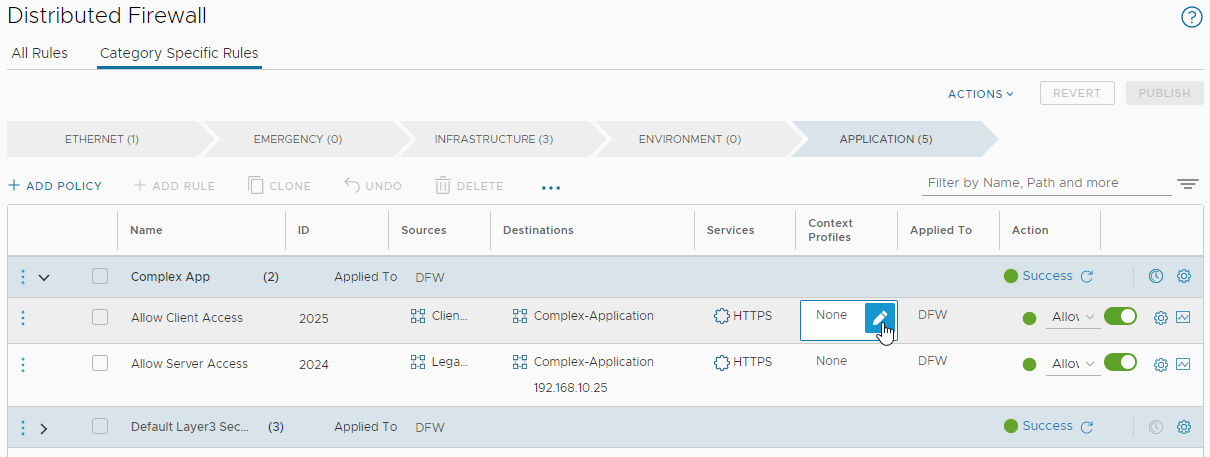 Distributed Firewall
?
All Rules Category Specific Rules
ACTIONS REVERT PUBLISH
ETHERNET (1) EMERGENCY (0) INFRASTRUCTURE (3) ENVIRONMENT (0) APPLICATION (5)
+ ADD POLICY + ADD RULE CLONE UNDO DELETE ... Filter by Name, Path and more
Name ID Sources Destinations Services Context Profiles Applied To Action
Complex App (2) Applied To DFW Success
Allow Client Access 2025 Clien... Complex-Application HTTPS None DFW Allo
Allow Server Access 2024 Lega... Complex-Application HTTPS None DFW Allo
192.168.10.25
Default Layer3 Sec... (3) Applied To DFW Success